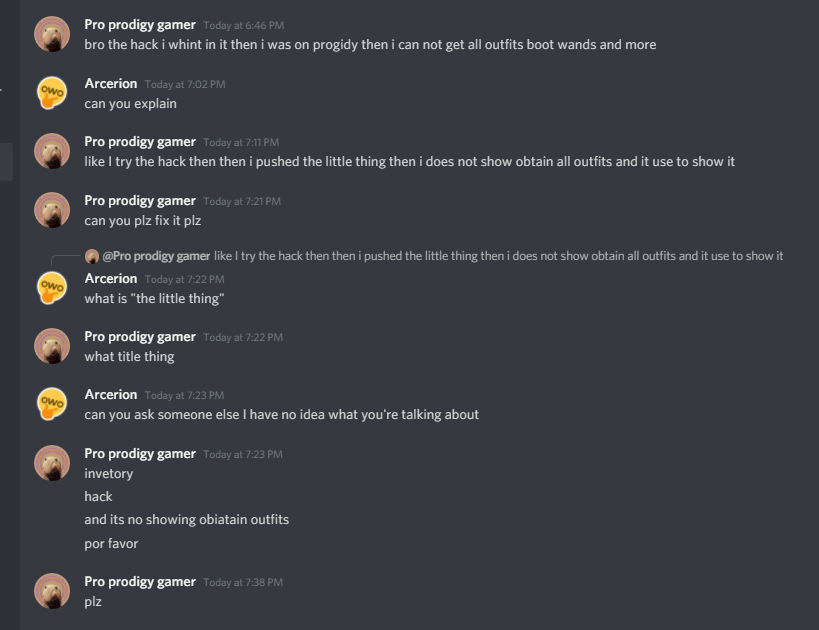 Pro prodigy gamer Today at 6:46 PM
bro the hack i whint in it then i was on progidy then i can not get all outfits boot wands and more
Arcerion Today at 7:02 PM
can you explain
Pro prodigy gamer Today at 7:11 PM
like I try the hack then then i pushed the little thing then i does not show obtain all outfits and it use to show it
Pro prodigy gamer Today at 7:21 PM
can you plz fix it plz
@Pro prodigy gamer like I try the hack then then i pushed the little thing then i does not show obtain all outfits and it use to show it
Arcerion Today at 7:22 PM
what is "the little thing"
Pro prodigy gamer Today at 7:22 PM
what title thing
Arcerion Today at 7:23 PM
can you ask someone else I have no idea what you're talking about
Pro prodigy gamer Today at 7:23 PM
invetory
hack
and its no showing obiatain outfits
por favor
Pro prodigy gamer Today at 7:38 PM
plz